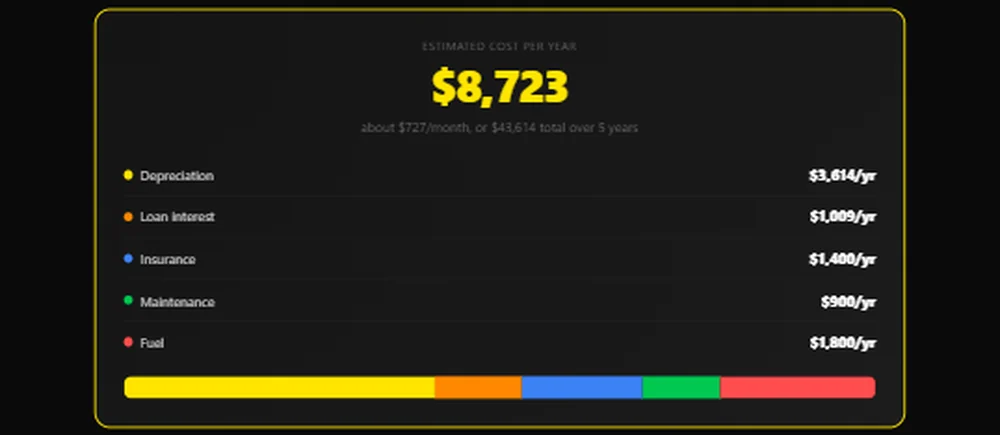 ESTIMATED COST PER YEAR
$8,723
about $727/month, or $43,614 total over 5 years
Depreciation $3,614/yr
Loan interest $1,009/yr
Insurance $1,400/yr
Maintenance $900/yr
Fuel $1,800/yr